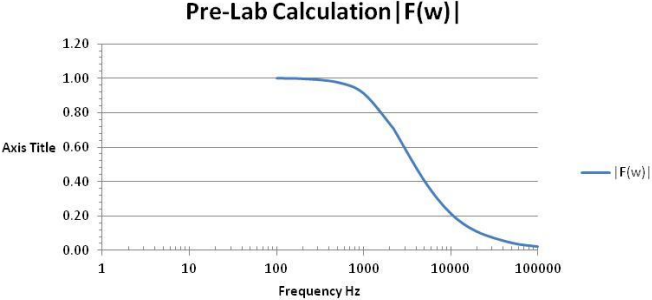 Pre-Lab Calculation|F(w)|
1.20
1.00
0.80
Axis Title 0.60
0.40
0.20
0.00
1 10 100 1000 10000 100000
Frequency Hz
|F(w)|